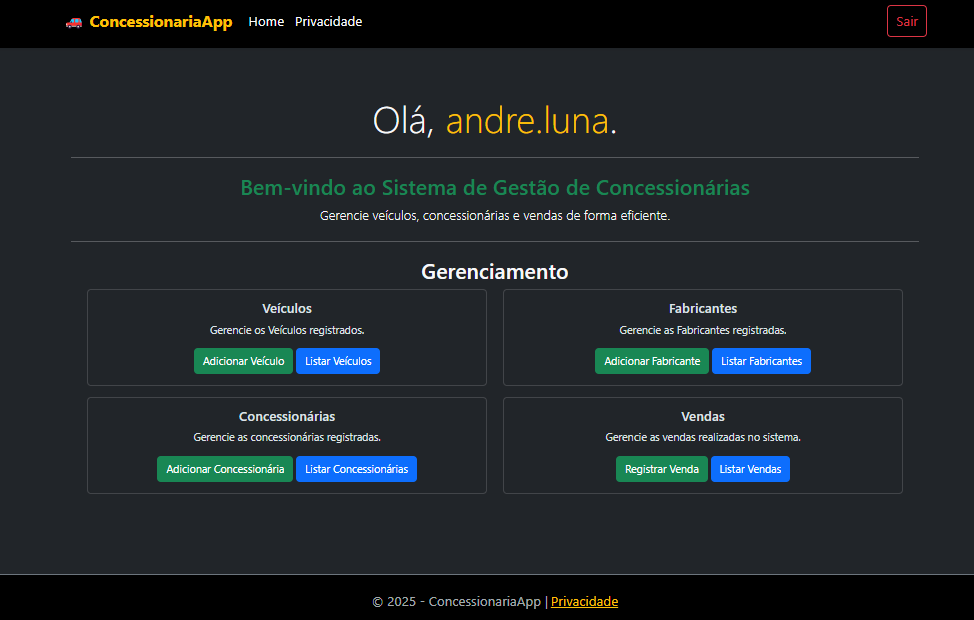 🚗 ConcessionariaApp Home Privacidade Sair
Olá, andre.luna.
Bem-vindo ao Sistema de Gestão de Concessionárias
Gerencie veículos, concessionárias e vendas de forma eficiente.
Gerenciamento
Veículos
Gerencie os Veículos registrados.
Adicionar Veículo Listar Veículos
Fabricantes
Gerencie as Fabricantes registradas.
Adicionar Fabricante Listar Fabricantes
Concessionárias
Gerencie as concessionárias registradas.
Adicionar Concessionária Listar Concessionárias
Vendas
Gerencie as vendas realizadas no sistema.
Registrar Venda Listar Vendas
© 2025 - ConcessionariaApp | Privacidade